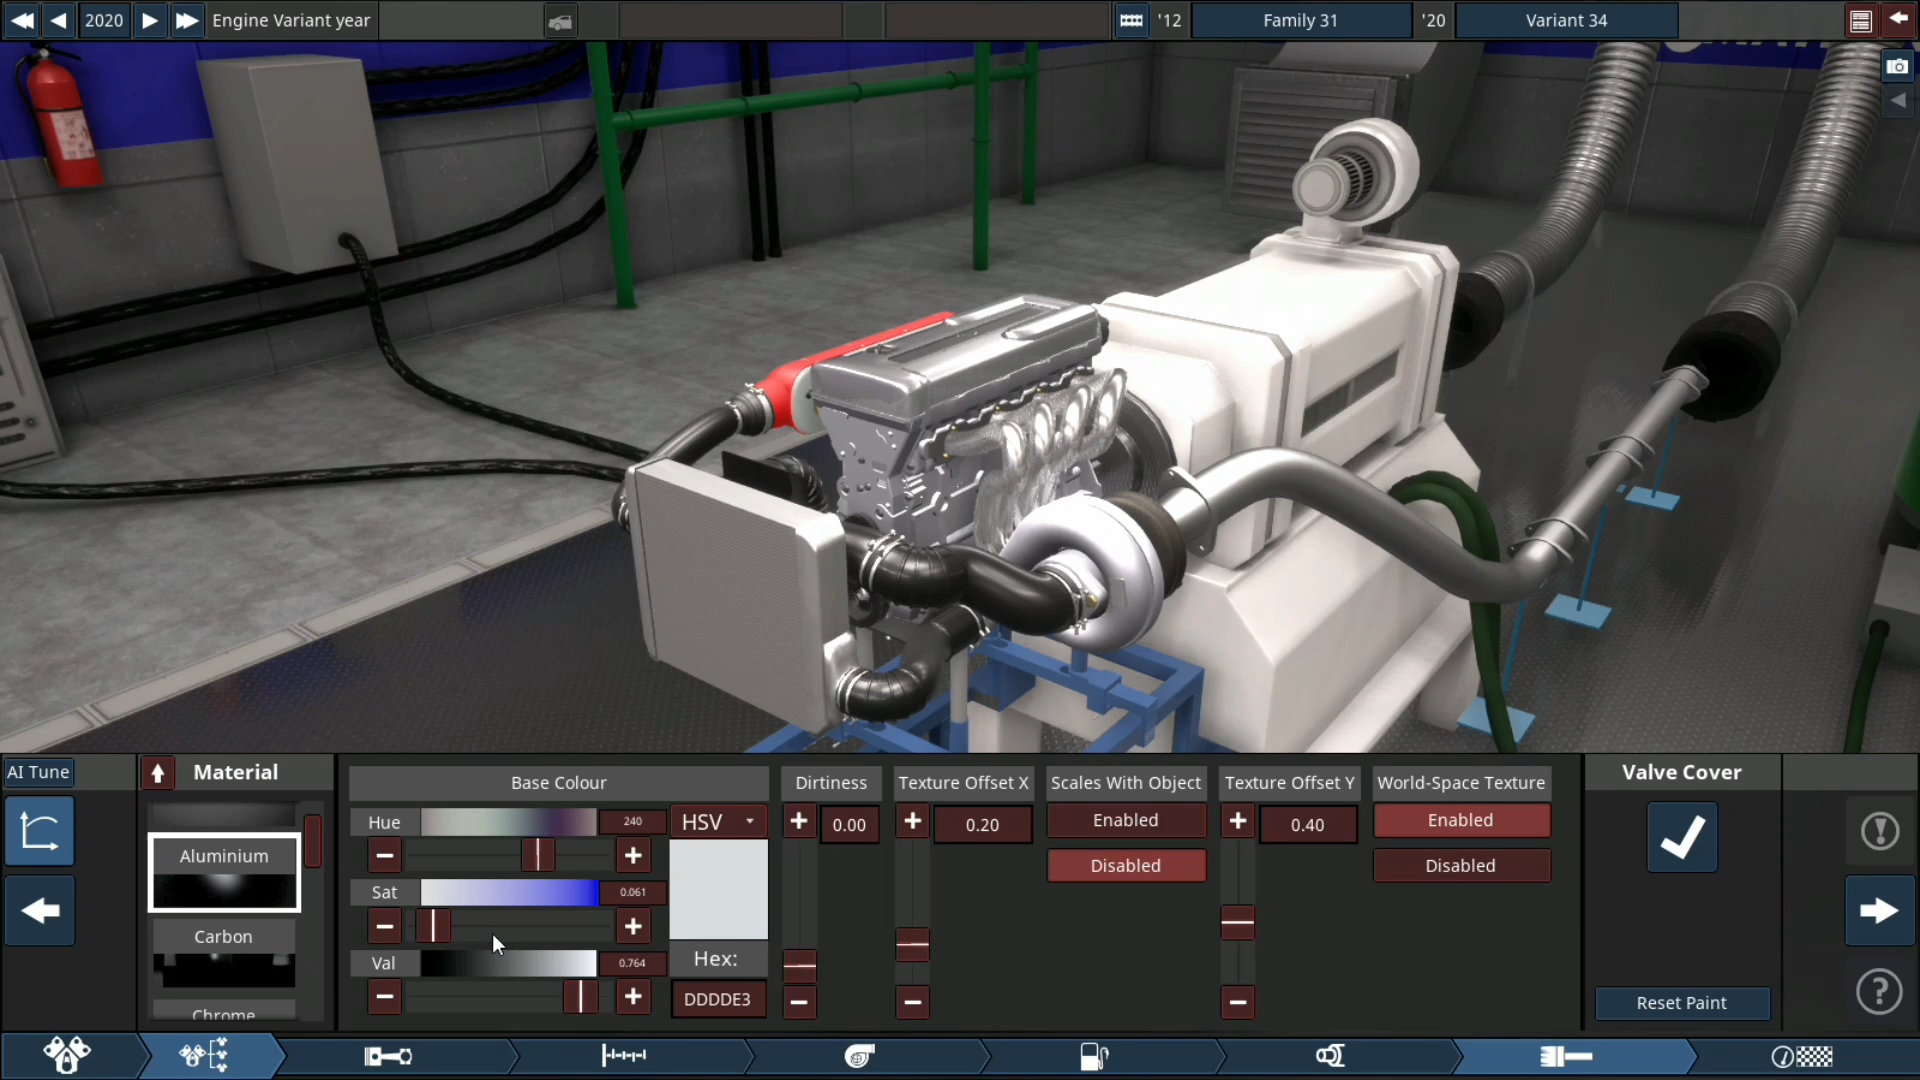 2020 Engine Variant year '12 Family 31 '20 Variant 34
AI Tune
Material
Aluminium
Carbon
Chrome
Base Colour
Hue 240 HSV
Sat 0.061
Val 0.764
Hex:
DDDDE3
Dirtiness
0.00
Texture Offset X
0.20
Scales With Object
Enabled
Disabled
Texture Offset Y
0.40
World-Space Texture
Enabled
Disabled
Valve Cover
Reset Paint